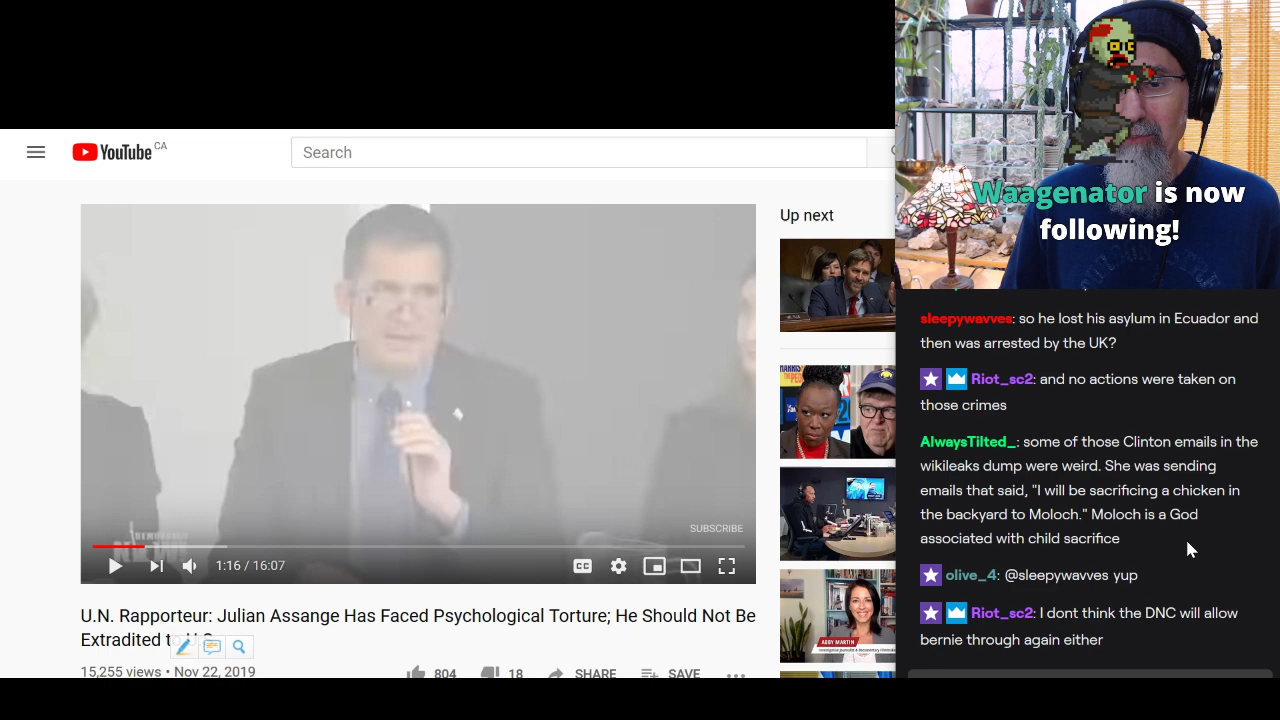 YouTube CA
Search
Up next
SUBSCRIBE
1:16 / 16:07
CC
U.N. Rapporteur: Julian Assange Has Faced Psychological Torture; He Should Not Be
Extradited
15,255 views • Nov 22, 2019
804
18
SHARE
SAVE
ABBY MARTIN
Waagenator is now
following!
sleepywavves: so he lost his asylum in Ecuador and
then was arrested by the UK?
Riot_sc2: and no actions were taken on
those crimes
AlwaysTilted_: some of those Clinton emails in the
wikileaks dump were weird. She was sending
emails that said, "I will be sacrificing a chicken in
the backyard to Moloch." Moloch is a God
associated with child sacrifice
olive_4: @sleepywavves yup
Riot_sc2: I dont think the DNC will allow
bernie through again either